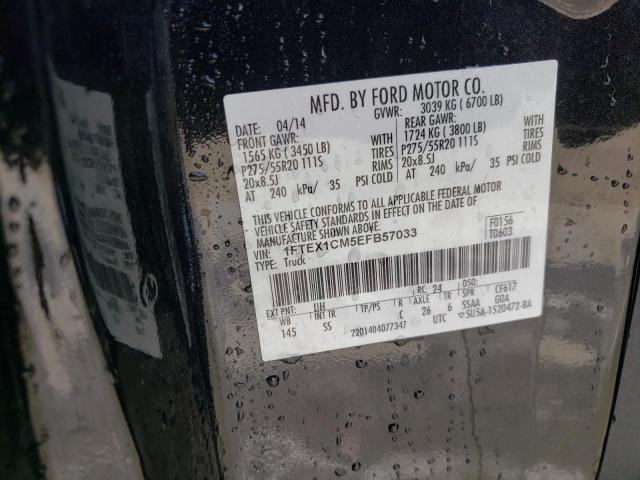 MFD. BY FORD MOTOR CO.
DATE: 04/14 GVWR: 3039 KG ( 6700 LB)
FRONT GAWR: REAR GAWR:
1565 KG ( 3450 LB) WITH 1724 KG ( 3800 LB) WITH
P275/55R20 111S TIRES P275/55R20 111S TIRES
20x8.5J RIMS 20x8.5J RIMS
AT 240 kPa/ 35 PSI COLD AT 240 kPa/ 35 PSI COLD
THIS VEHICLE CONFORMS TO ALL APPLICABLE FEDERAL MOTOR
VEHICLE SAFETY STANDARDS IN EFFECT ON THE DATE OF
MANUFACTURE SHOWN ABOVE.
VIN: 1FTEX1CM5EFB57033 F0156
TYPE: Truck T0603
EXT PNT: UH RC: 24 DSO:
WB INT TR TP/PS R AXLE TR SPR CF617
145 SS C 26 6 SSAA GOA
2201404077347 UTC 5U5A-1520472-BA